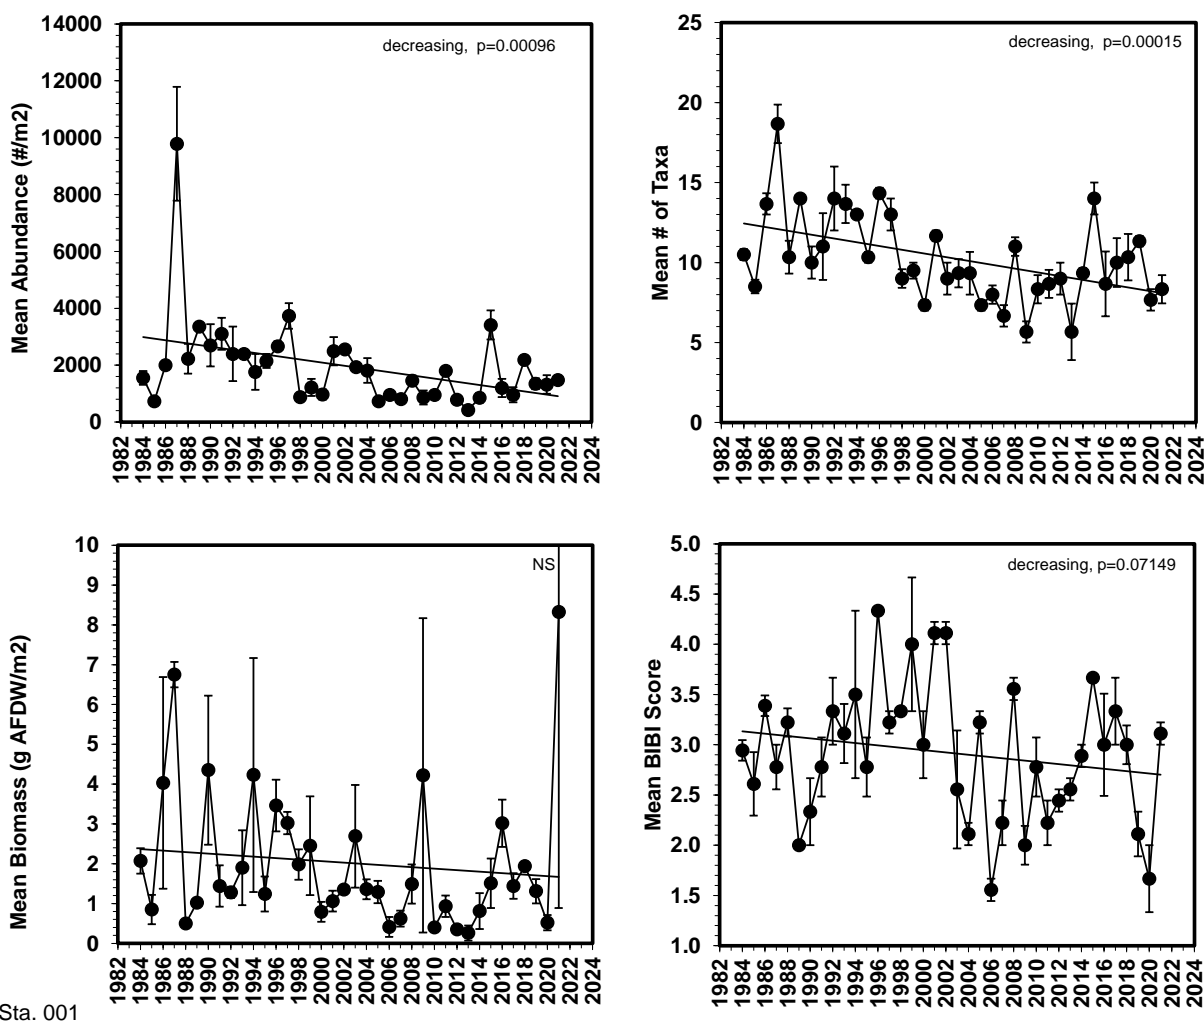 decreasing,  p=0.00096
Mean Abundance (#/m2)
14000
12000
10000
8000
6000
4000
2000
0
1982 1984 1986 1988 1990 1992 1994 1996 1998 2000 2002 2004 2006 2008 2010 2012 2014 2016 2018 2020 2022 2024
decreasing,  p=0.00015
Mean # of Taxa
25
20
15
10
5
0
1982 1984 1986 1988 1990 1992 1994 1996 1998 2000 2002 2004 2006 2008 2010 2012 2014 2016 2018 2020 2022 2024
NS
Mean Biomass (g AFDW/m2)
10
9
8
7
6
5
4
3
2
1
0
1982 1984 1986 1988 1990 1992 1994 1996 1998 2000 2002 2004 2006 2008 2010 2012 2014 2016 2018 2020 2022 2024
decreasing, p=0.07149
Mean BIBI Score
5.0
4.5
4.0
3.5
3.0
2.5
2.0
1.5
1.0
1982 1984 1986 1988 1990 1992 1994 1996 1998 2000 2002 2004 2006 2008 2010 2012 2014 2016 2018 2020 2022 2024
Sta. 001